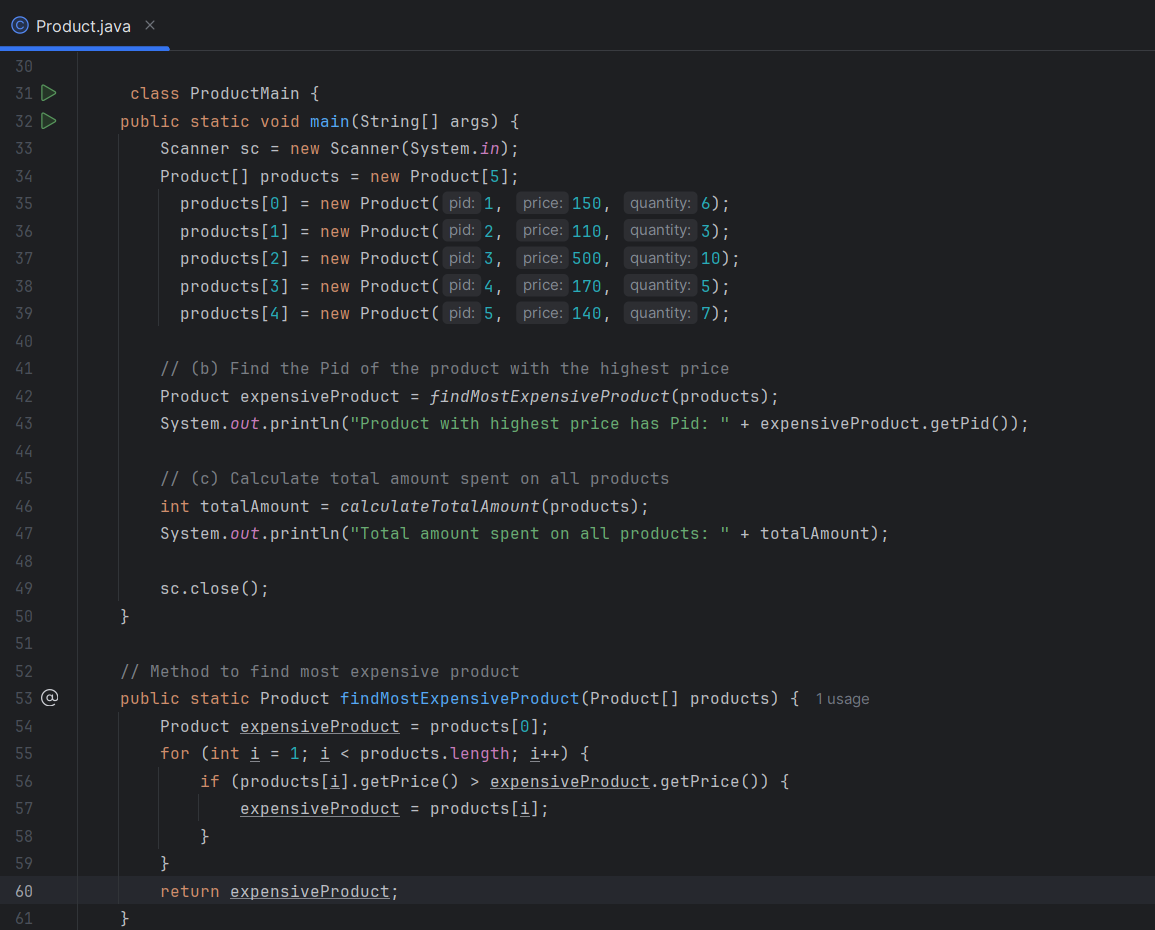 Product.java
30
31 class ProductMain {
32 public static void main(String[] args) {
33 Scanner sc = new Scanner(System.in);
34 Product[] products = new Product[5];
35 products[0] = new Product( pid: 1, price: 150, quantity: 6);
36 products[1] = new Product( pid: 2, price: 110, quantity: 3);
37 products[2] = new Product( pid: 3, price: 500, quantity: 10);
38 products[3] = new Product( pid: 4, price: 170, quantity: 5);
39 products[4] = new Product( pid: 5, price: 140, quantity: 7);
40
41 // (b) Find the Pid of the product with the highest price
42 Product expensiveProduct = findMostExpensiveProduct(products);
43 System.out.println("Product with highest price has Pid: " + expensiveProduct.getPid());
44
45 // (c) Calculate total amount spent on all products
46 int totalAmount = calculateTotalAmount(products);
47 System.out.println("Total amount spent on all products: " + totalAmount);
48
49 sc.close();
50 }
51
52 // Method to find most expensive product
53 public static Product findMostExpensiveProduct(Product[] products) { 1 usage
54 Product expensiveProduct = products[0];
55 for (int i = 1; i < products.length; i++) {
56 if (products[i].getPrice() > expensiveProduct.getPrice()) {
57 expensiveProduct = products[i];
58 }
59 }
60 return expensiveProduct;
61 }